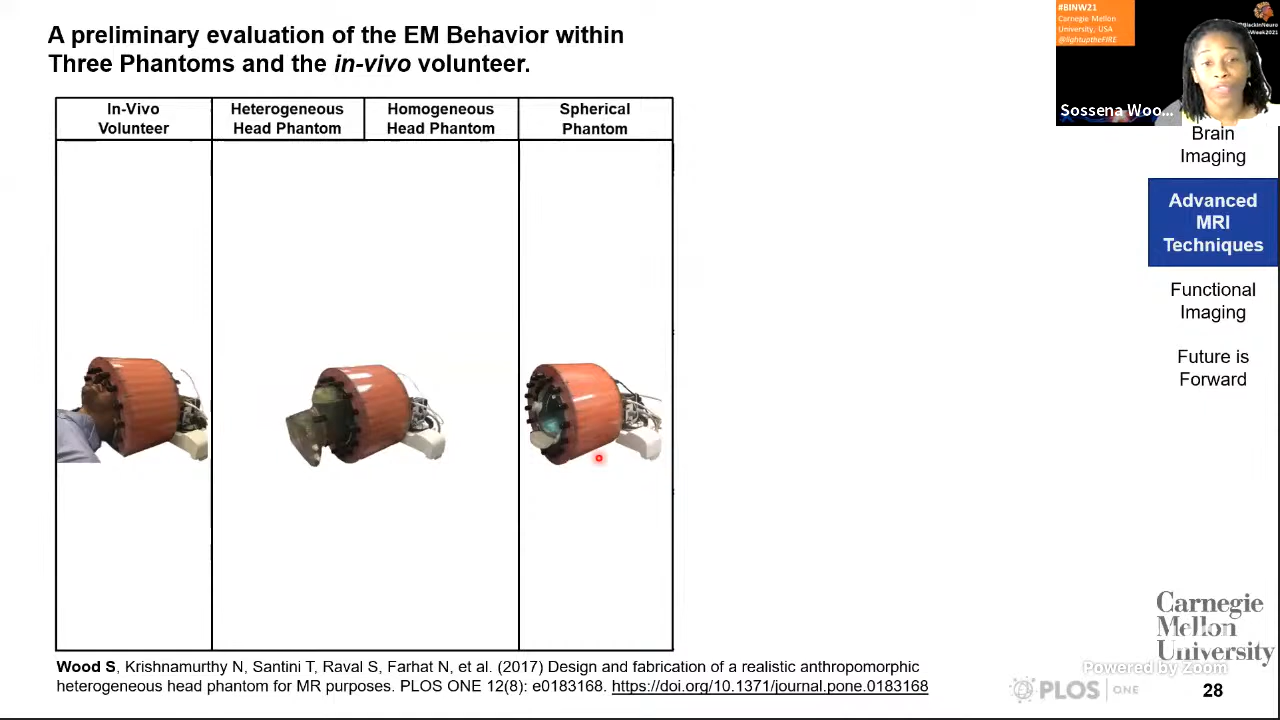 A preliminary evaluation of the EM Behavior within
Three Phantoms and the in-vivo volunteer.
#BINW21
Carnegie Mellon
University, USA
@lightuptheFIRE
Sossena Woo...
In-Vivo
Volunteer
Heterogeneous
Head Phantom
Homogeneous
Head Phantom
Spherical
Phantom
Brain
Imaging
Advanced
MRI
Techniques
Functional
Imaging
Future is
Forward
Wood S, Krishnamurthy N, Santini T, Raval S, Farhat N, et al. (2017) Design and fabrication of a realistic anthropomorphic
heterogeneous head phantom for MR purposes. PLOS ONE 12(8): e0183168. https://doi.org/10.1371/journal.pone.0183168
Carnegie
Mellon
University
Powered by Zoom
PLOS ONE
28